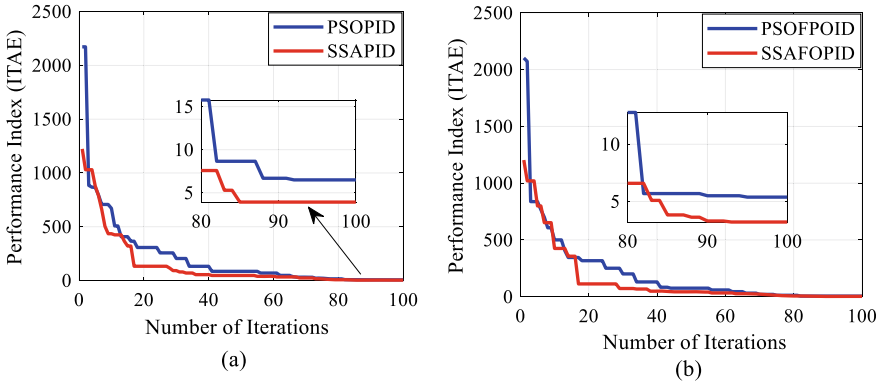 2500
2000
1500
1000
500
0
Performance Index (ITAE)
PSOPID
SSAPID
15
10
5
80 90 100
0 20 40 60 80 100
Number of Iterations
(a)
2500
2000
1500
1000
500
0
Performance Index (ITAE)
PSOFPOID
SSAFOPID
10
5
80 90 100
0 20 40 60 80 100
Number of Iterations
(b)